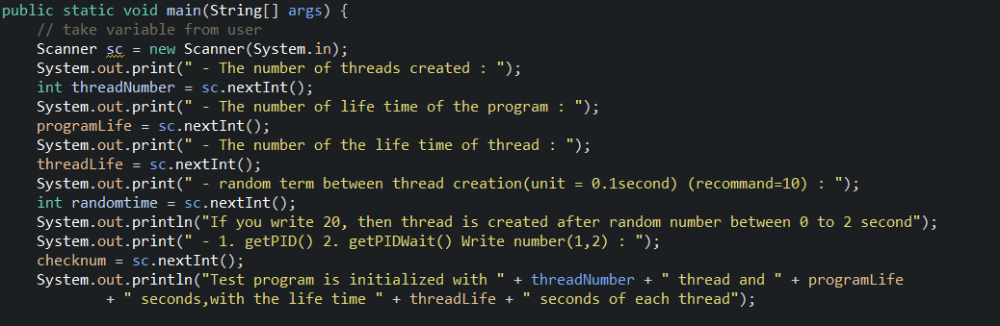 public static void main(String[] args) {
// take variable from user
Scanner sc = new Scanner(System.in);
System.out.print(" - The number of threads created : ");
int threadNumber = sc.nextInt();
System.out.print(" - The number of life time of the program : ");
programLife = sc.nextInt();
System.out.print(" - The number of the life time of thread : ");
threadLife = sc.nextInt();
System.out.print(" - random term between thread creation(unit = 0.1second) (recommand=10) : ");
int randomtime = sc.nextInt();
System.out.println("If you write 20, then thread is created after random number between 0 to 2 second");
System.out.print(" - 1. getPID() 2. getPIDWait() Write number(1,2) : ");
checknum = sc.nextInt();
System.out.println("Test program is initialized with " + threadNumber + " thread and " + programLife
+ " seconds,with the life time " + threadLife + " seconds of each thread");